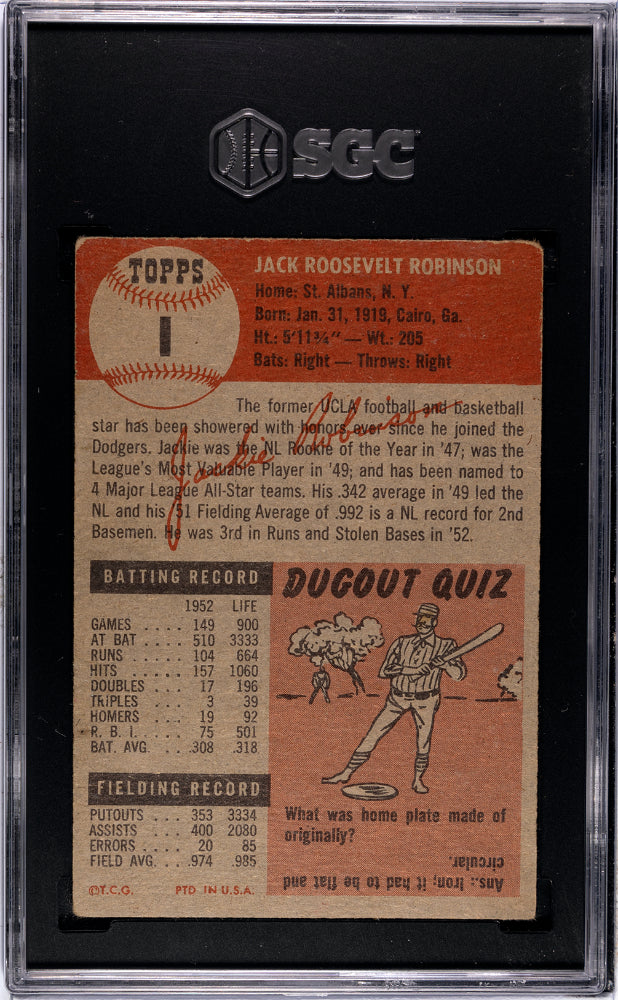 SGC
TOPPS
1
JACK ROOSEVELT ROBINSON
Home: St. Albans, N. Y.
Born: Jan. 31, 1919, Cairo, Ga.
Ht.: 5'11¾" — Wt.: 205
Bats: Right — Throws: Right
The former UCLA football and basketball
star has been showered with honors ever since he joined the
Dodgers. Jackie was the NL Rookie of the Year in '47; was the
League's Most Valuable Player in '49; and has been named to
4 Major League All-Star teams. His .342 average in '49 led the
NL and his '51 Fielding Average of .992 is a NL record for 2nd
Basemen. He was 3rd in Runs and Stolen Bases in '52.
Jackie Robinson
BATTING RECORD
1952 LIFE
GAMES .... 149 900
AT BAT .... 510 3333
RUNS ..... 104 664
HITS ..... 157 1060
DOUBLES .. 17 196
TRIPLES ... 3 39
HOMERS ... 19 92
R. B. I. .... 75 501
BAT. AVG. .. .308 .318
FIELDING RECORD
PUTOUTS ... 353 3334
ASSISTS ... 400 2080
ERRORS ... 20 85
FIELD AVG. .. .974 .985
©T.C.G. PTD IN U.S.A.
DUGOUT QUIZ
What was home plate made of
originally?
Ans.: Iron; it had to be flat and
circular.